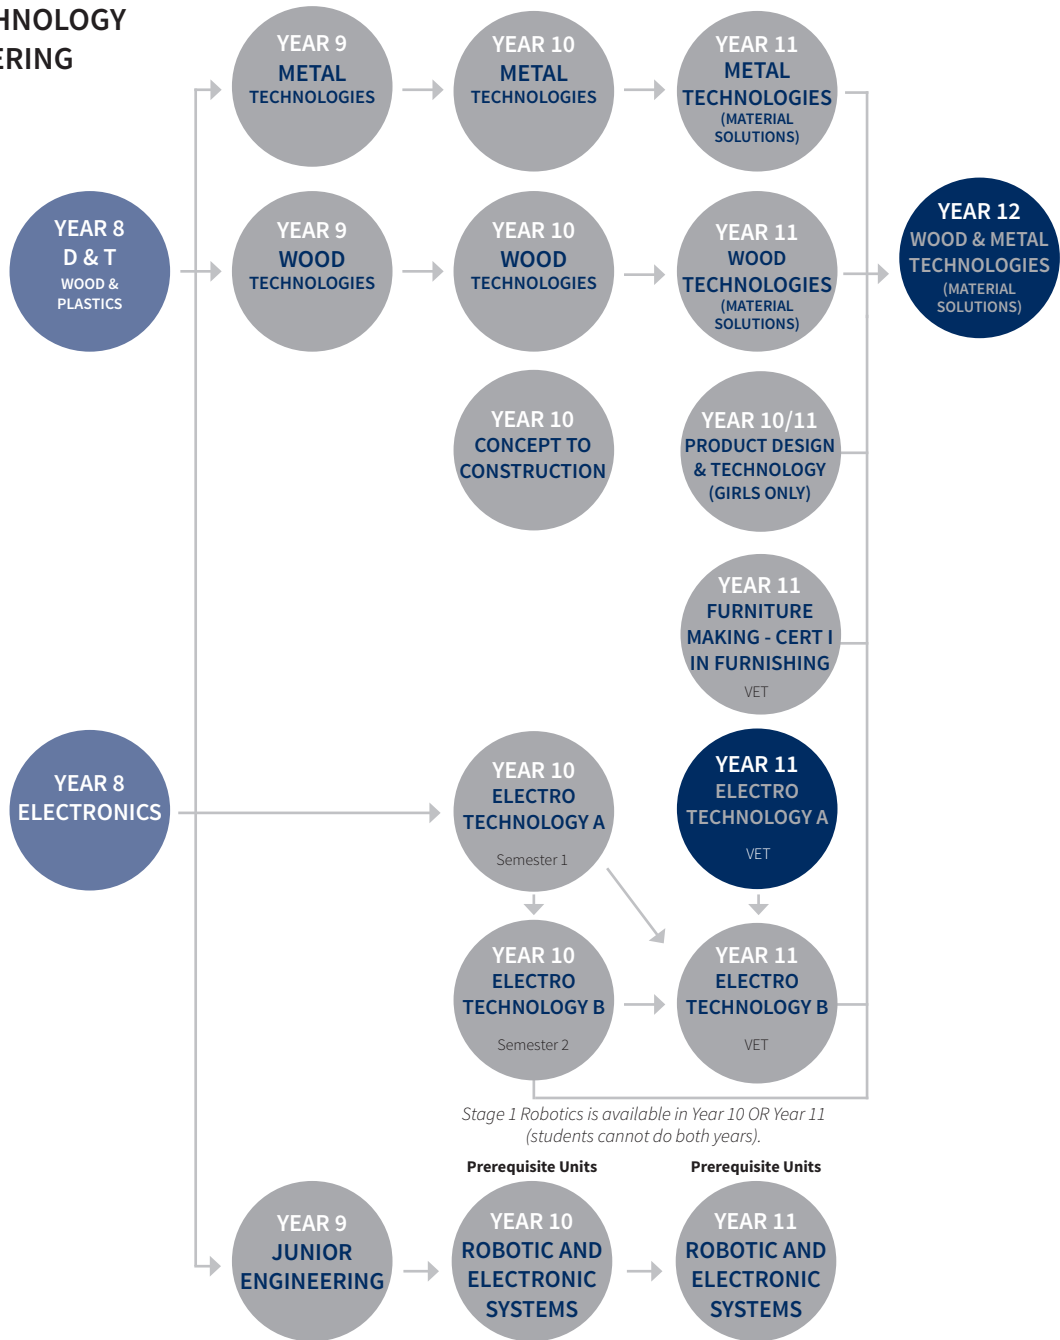 HNOLOGY
ERING
YEAR 9
METAL
TECHNOLOGIES
YEAR 10
METAL
TECHNOLOGIES
YEAR 11
METAL
TECHNOLOGIES
(MATERIAL
SOLUTIONS)
YEAR 8
D & T
WOOD &
PLASTICS
YEAR 9
WOOD
TECHNOLOGIES
YEAR 10
WOOD
TECHNOLOGIES
YEAR 11
WOOD
TECHNOLOGIES
(MATERIAL
SOLUTIONS)
YEAR 12
WOOD & METAL
TECHNOLOGIES
(MATERIAL
SOLUTIONS)
YEAR 10
CONCEPT TO
CONSTRUCTION
YEAR 10/11
PRODUCT DESIGN
& TECHNOLOGY
(GIRLS ONLY)
YEAR 11
FURNITURE
MAKING - CERT I
IN FURNISHING
VET
YEAR 8
ELECTRONICS
YEAR 10
ELECTRO
TECHNOLOGY A
Semester 1
YEAR 11
ELECTRO
TECHNOLOGY A
VET
YEAR 10
ELECTRO
TECHNOLOGY B
Semester 2
YEAR 11
ELECTRO
TECHNOLOGY B
VET
Stage 1 Robotics is available in Year 10 OR Year 11
(students cannot do both years).
Prerequisite Units
Prerequisite Units
YEAR 9
JUNIOR
ENGINEERING
YEAR 10
ROBOTIC AND
ELECTRONIC
SYSTEMS
YEAR 11
ROBOTIC AND
ELECTRONIC
SYSTEMS